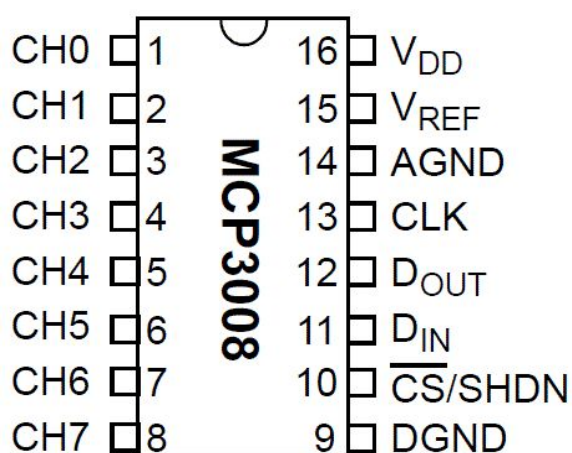 CH0 1 16 VDD
CH1 2 15 VREF
CH2 3 14 AGND
CH3 4 13 CLK
CH4 5 12 DOUT
CH5 6 11 DIN
CH6 7 10 C̅S̅/SHDN
CH7 8 9 DGND
MCP3008